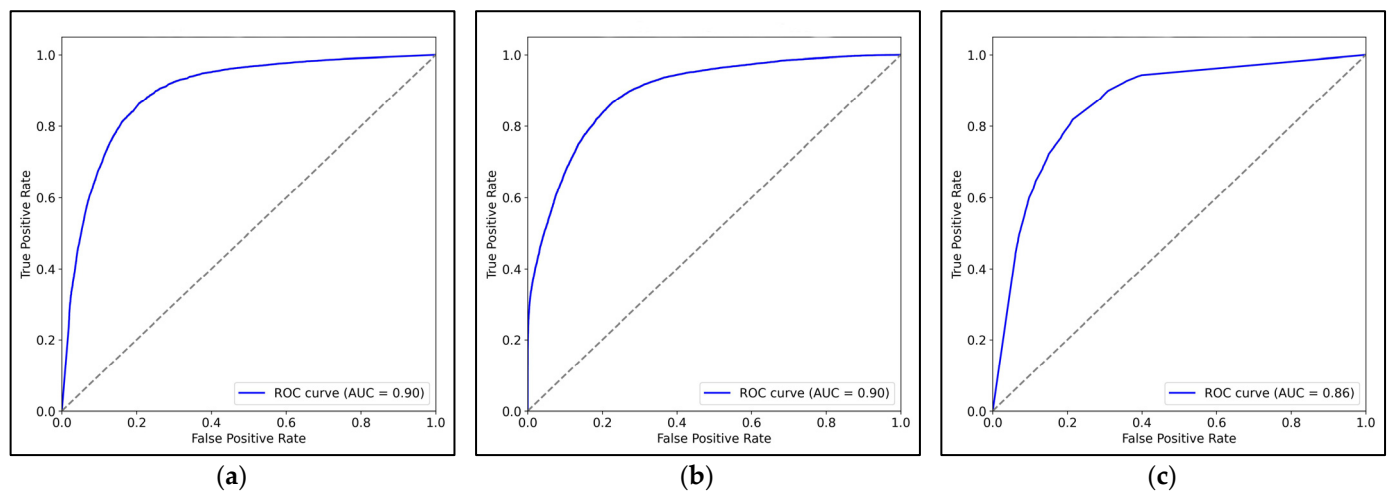 1.0
0.8
0.6
0.4
0.2
0.0
True Positive Rate
ROC curve (AUC = 0.90)
0.0 0.2 0.4 0.6 0.8 1.0
False Positive Rate
(a)
1.0
0.8
0.6
0.4
0.2
0.0
True Positive Rate
ROC curve (AUC = 0.90)
0.0 0.2 0.4 0.6 0.8 1.0
False Positive Rate
(b)
1.0
0.8
0.6
0.4
0.2
0.0
True Positive Rate
ROC curve (AUC = 0.86)
0.0 0.2 0.4 0.6 0.8 1.0
False Positive Rate
(c)